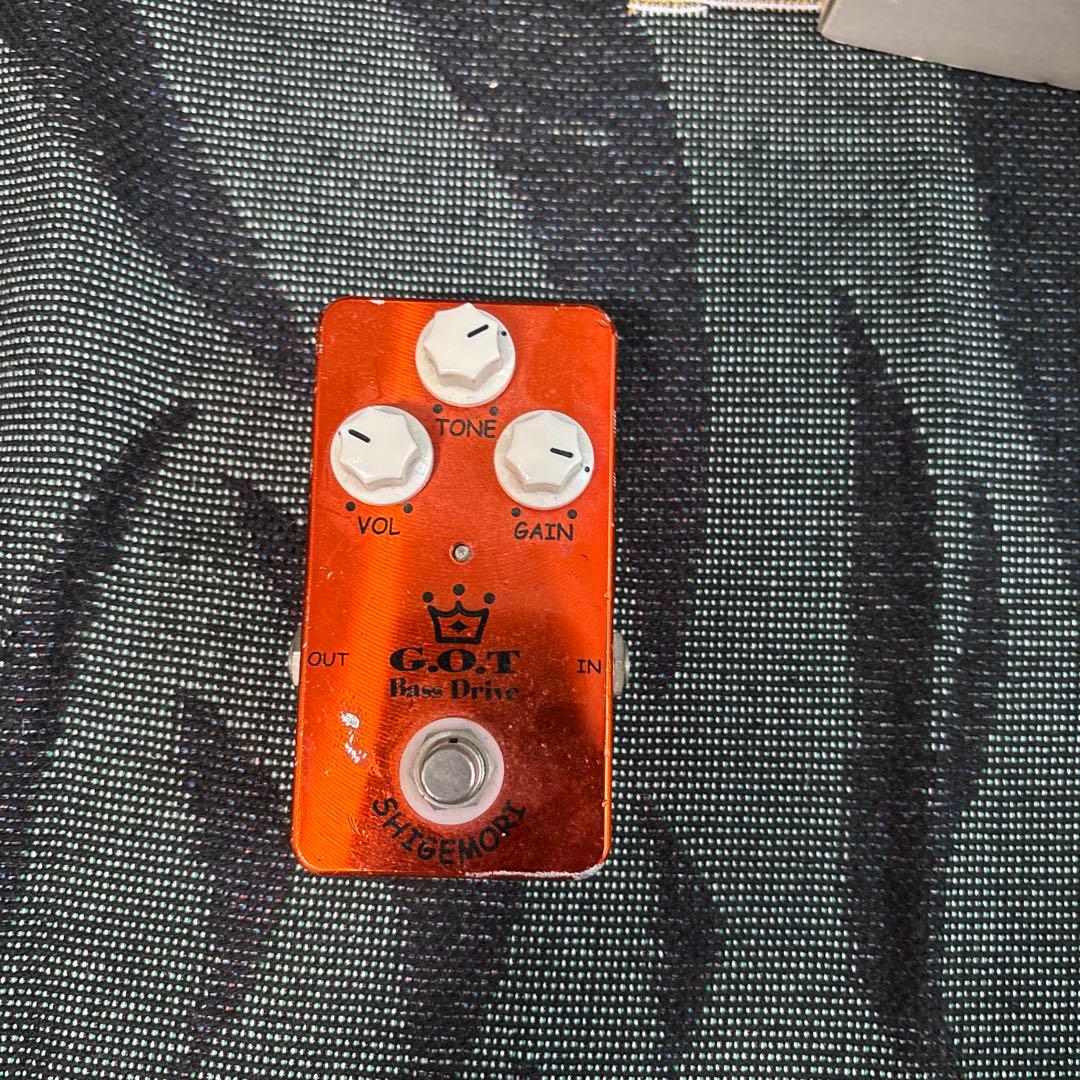 TONE
VOL
GAIN
OUT
IN
G.O.T
Bass Drive
SHIGEMORI